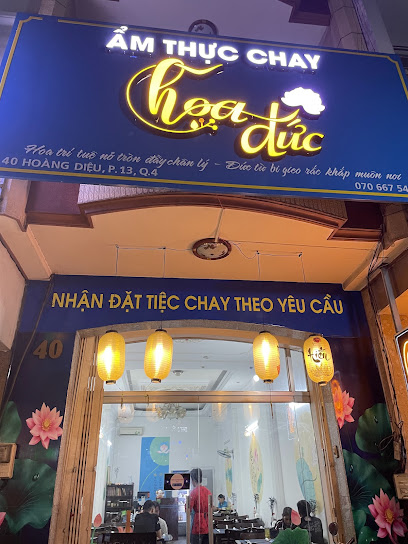 ẨM THỰC CHAY
hoa đức
Hoa trí tuệ nở tròn đầy chân lý - Đức từ bi gieo rắc khắp muôn nơi
40 HOÀNG DIỆU, P.13, Q.4
070 667 54
NHẬN ĐẶT TIỆC CHAY THEO YÊU CẦU
40